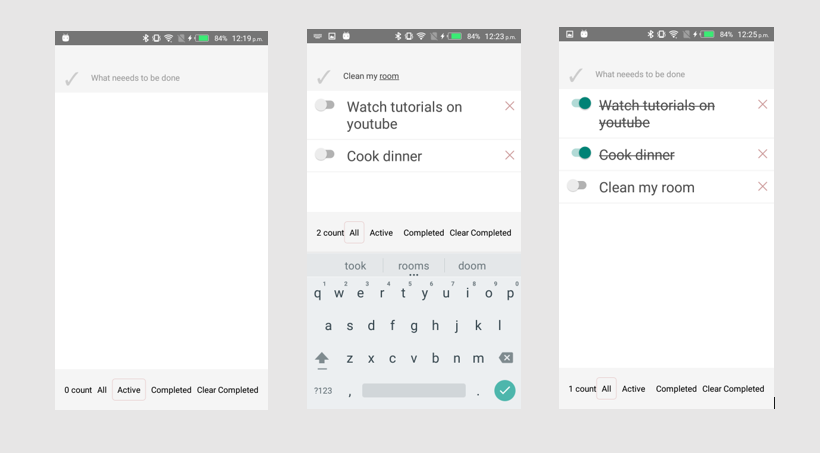 84% 12:19 p.m.
What neeeds to be done
0 count All Active Completed Clear Completed
84% 12:23 p.m.
Clean my room
Watch tutorials on
youtube
Cook dinner
2 count All Active Completed Clear Completed
took rooms doom
1 2 3 4 5 6 7 8 9 0
q w e r t y u i o p
a s d f g h j k l
z x c v b n m
?123 , .
84% 12:25 p.m.
What neeeds to be done
Watch tutorials on
youtube
Cook dinner
Clean my room
1 count All Active Completed Clear Completed